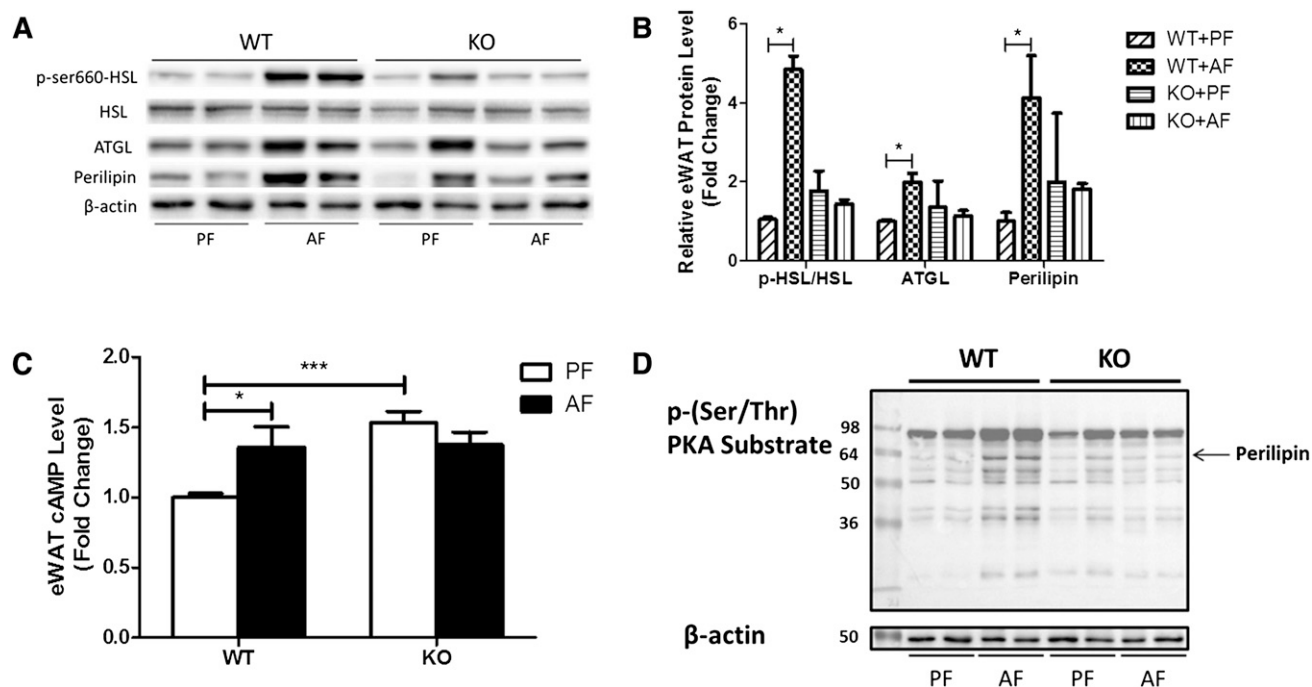 A
WT KO
p-ser660-HSL
HSL
ATGL
Perilipin
β-actin
PF AF PF AF
B
Relative eWAT Protein Level
(Fold Change)
6
4
2
0
* * *
p-HSL/HSL ATGL Perilipin
WT+PF
WT+AF
KO+PF
KO+AF
C
eWAT cAMP Level
(Fold Change)
2.0
1.5
1.0
0.5
0.0
***
*
WT KO
PF
AF
D
WT KO
p-(Ser/Thr)
PKA Substrate
98
64
50
36
Perilipin
β-actin
50
PF AF PF AF